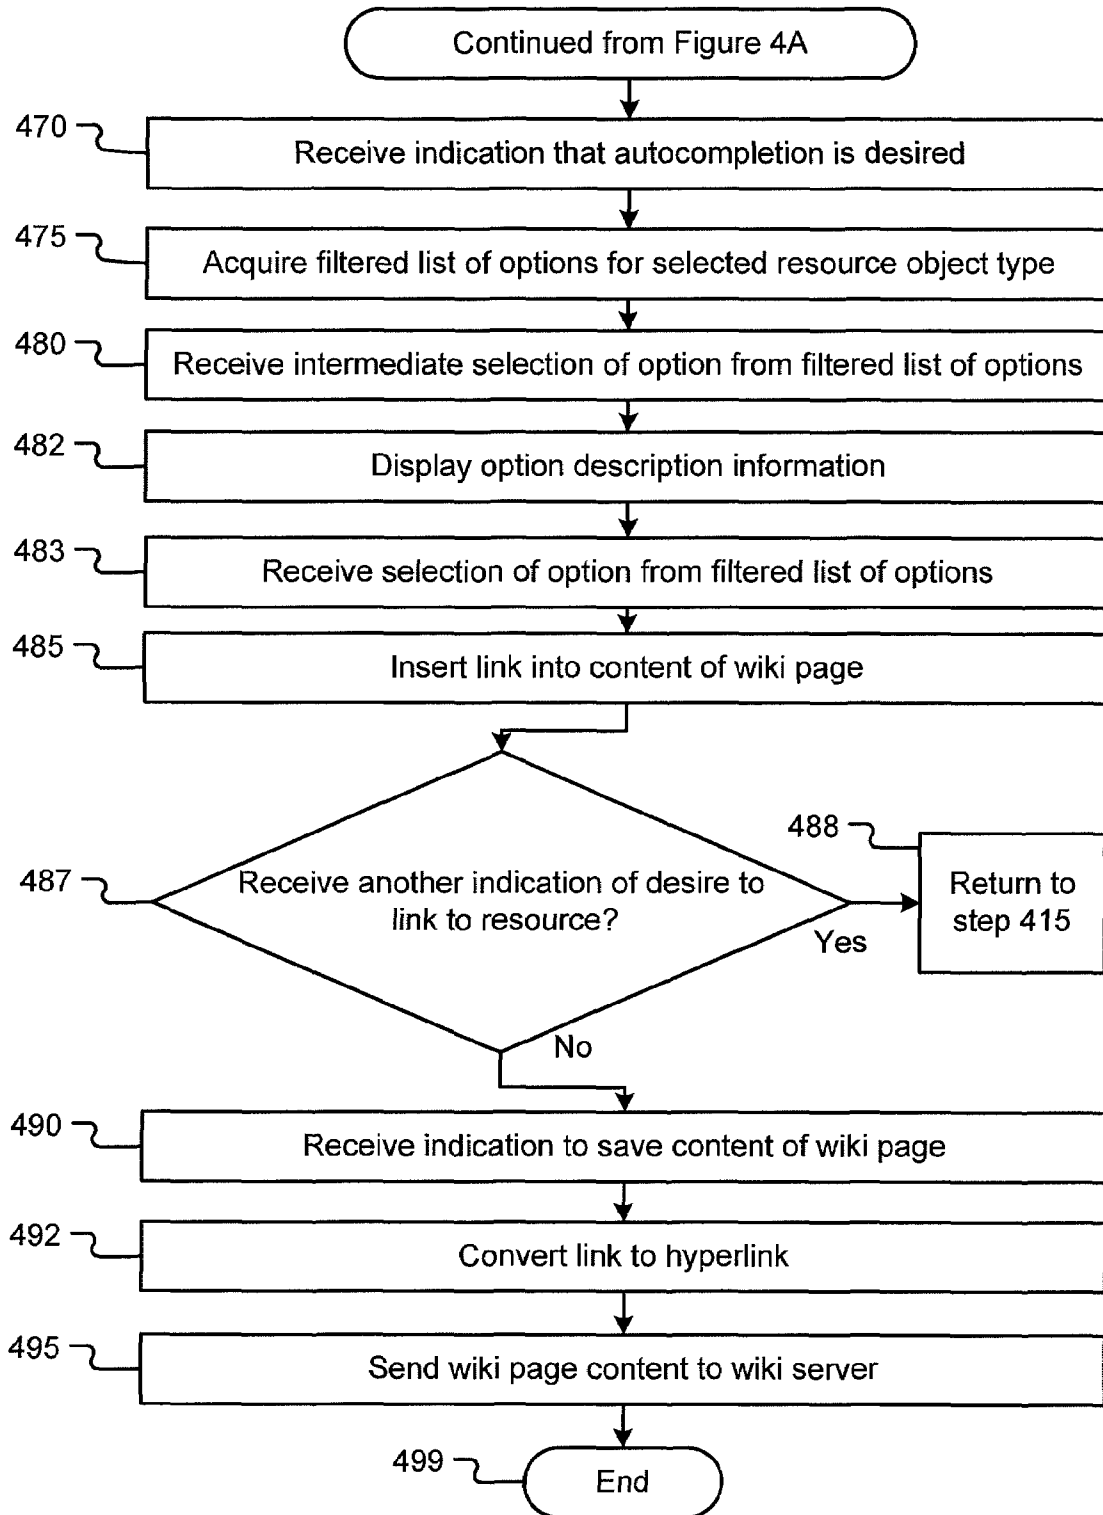 Continued from Figure 4A
470
Receive indication that autocompletion is desired
475
Acquire filtered list of options for selected resource object type
480
Receive intermediate selection of option from filtered list of options
482
Display option description information
483
Receive selection of option from filtered list of options
485
Insert link into content of wiki page
487
Receive another indication of desire to
link to resource?
Yes
488
Return to
step 415
No
490
Receive indication to save content of wiki page
492
Convert link to hyperlink
495
Send wiki page content to wiki server
499
End